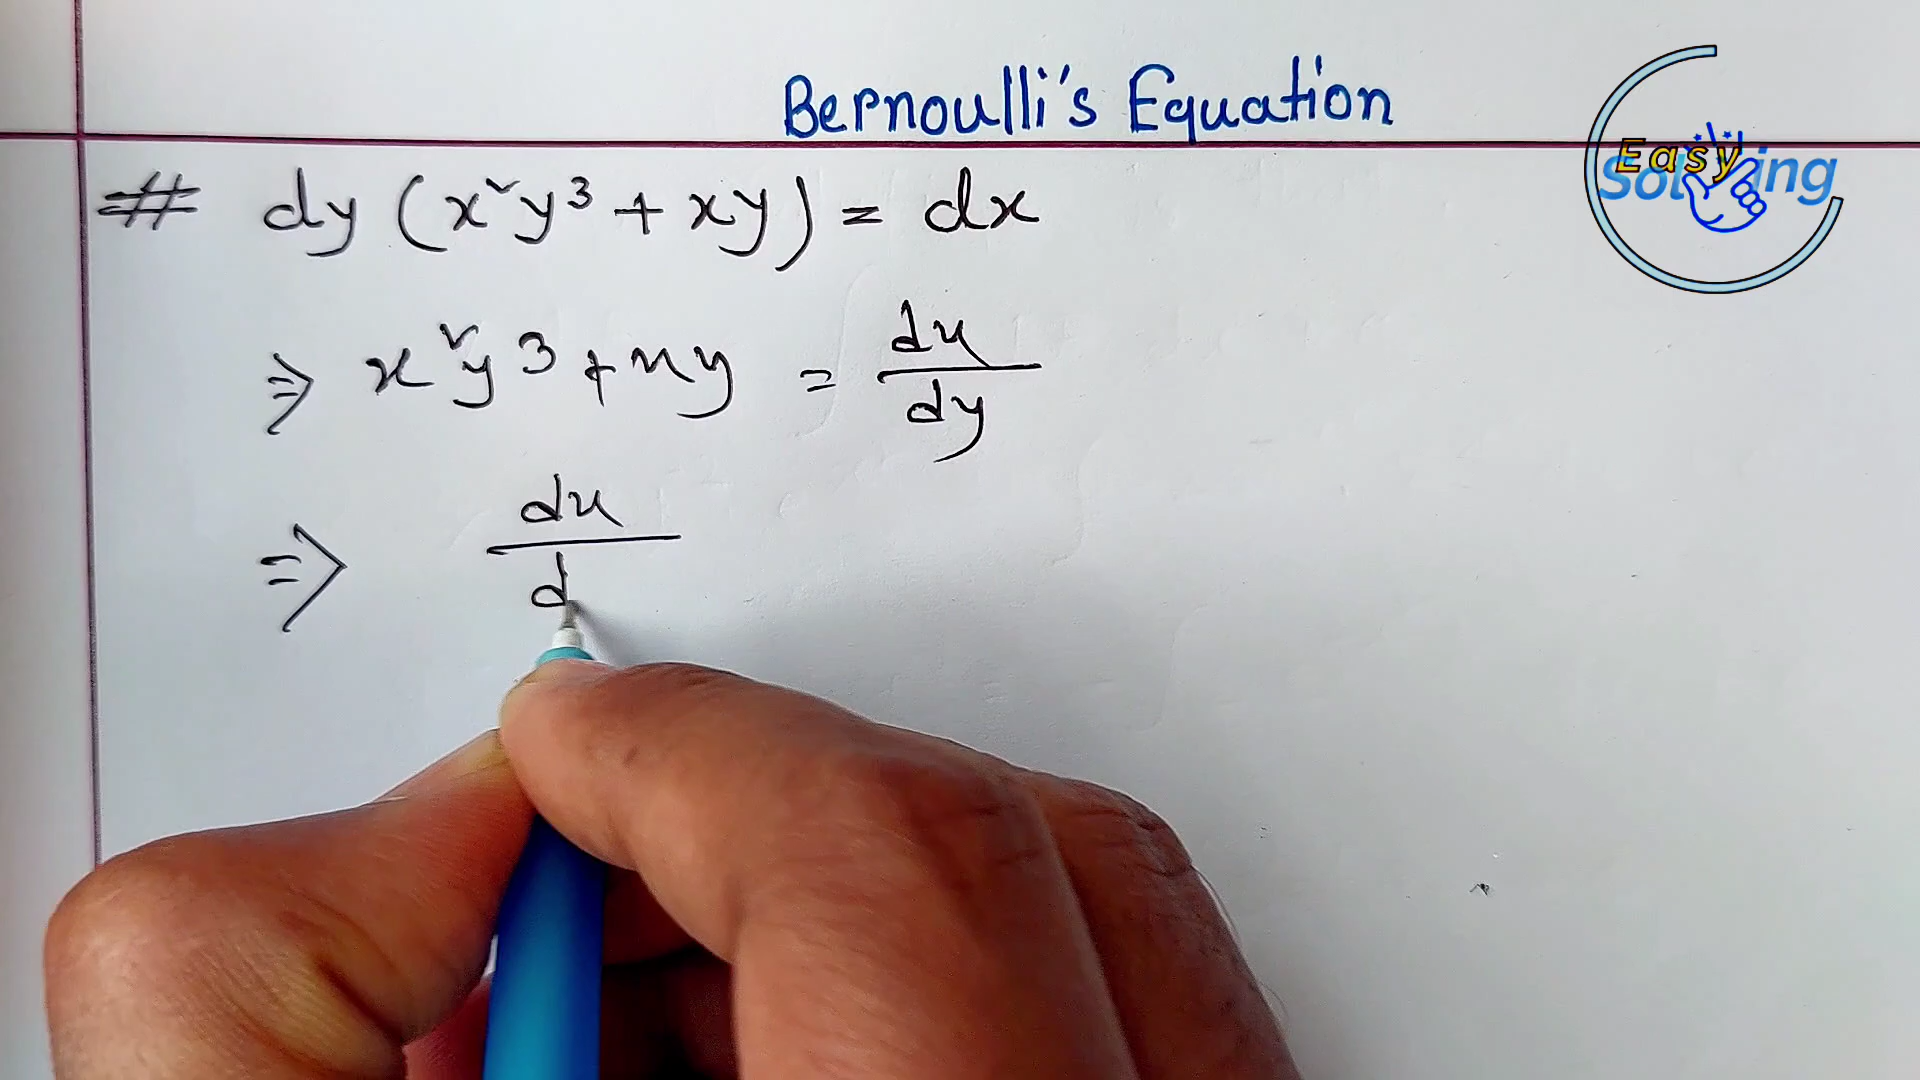 Bernoulli's Equation
Easy
Solving
# dy (x²y³ + xy) = dx
⇒ x²y³ + xy = dx/dy
⇒ dx/d